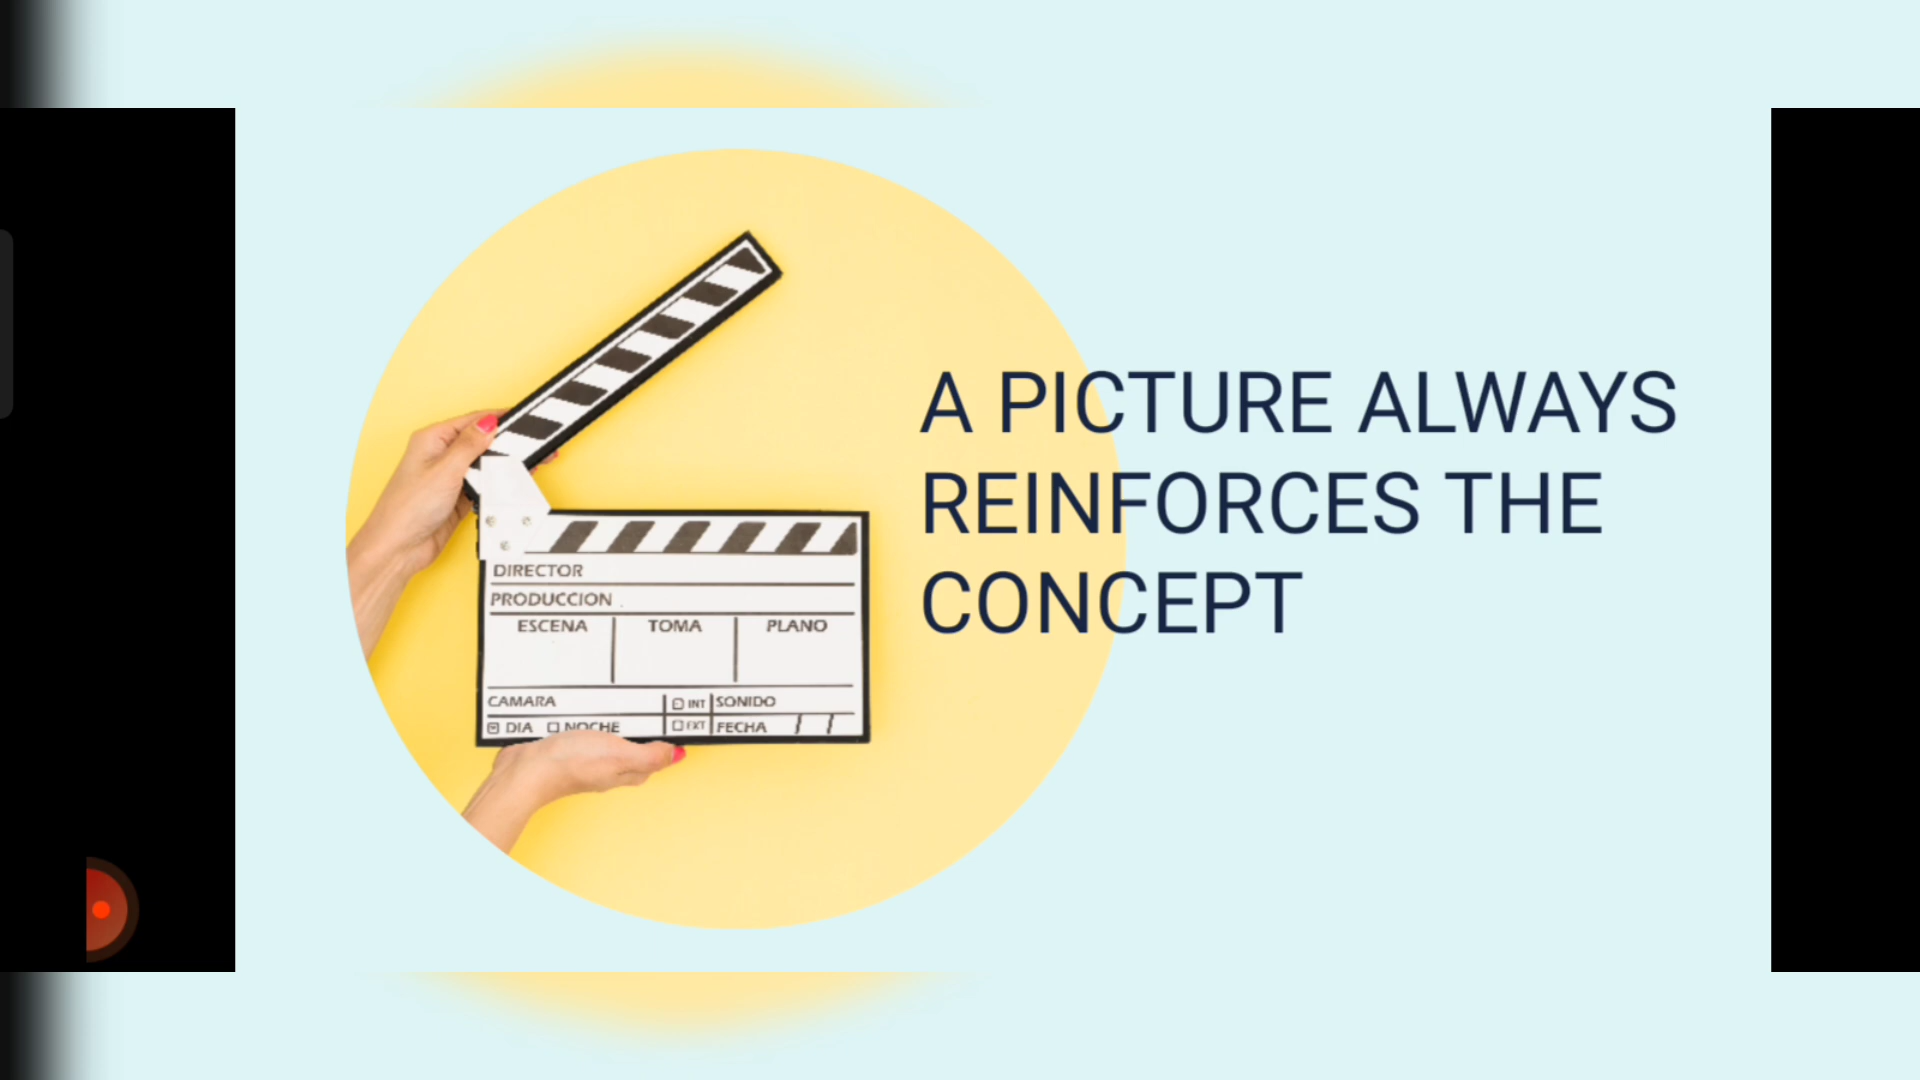 A PICTURE ALWAYS
REINFORCES THE
CONCEPT
DIRECTOR
PRODUCCION
ESCENA TOMA PLANO
CAMARA INT SONIDO
DIA NOCHE EXT FECHA / /